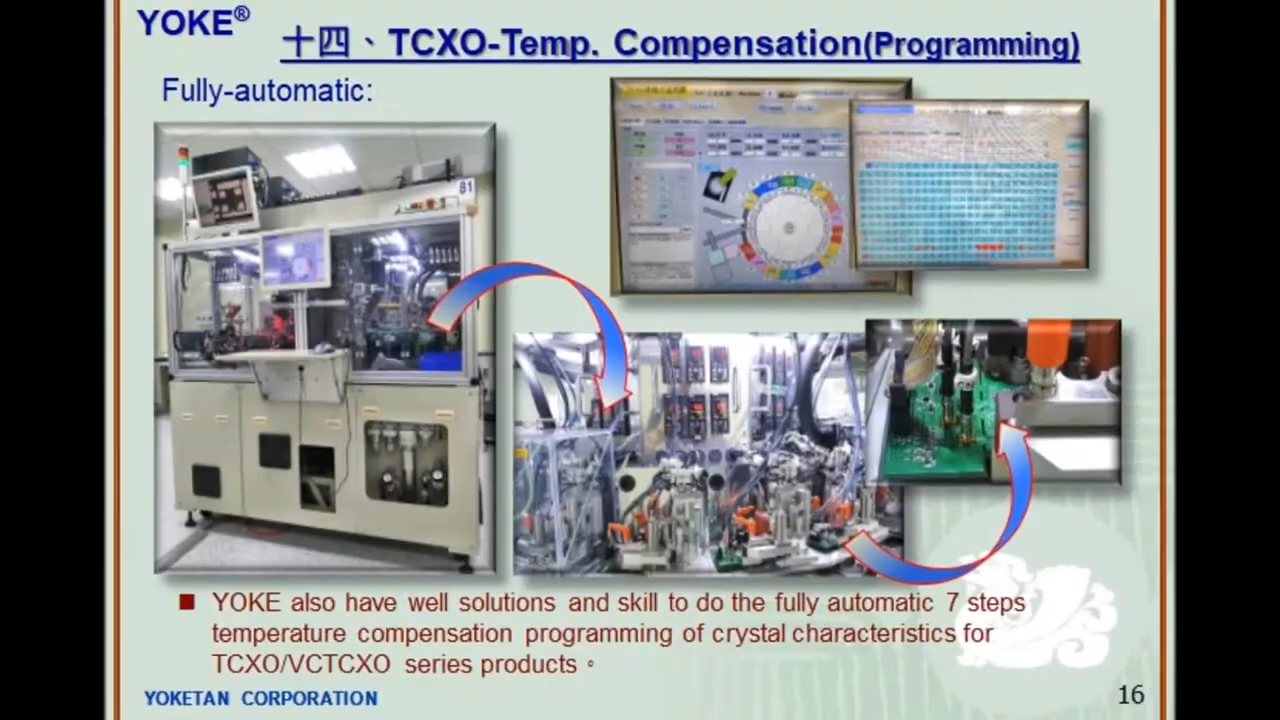 YOKE®
十四、TCXO-Temp. Compensation(Programming)
Fully-automatic:
81
■ YOKE also have well solutions and skill to do the fully automatic 7 steps
temperature compensation programming of crystal characteristics for
TCXO/VCTCXO series products。
YOKETAN CORPORATION
16